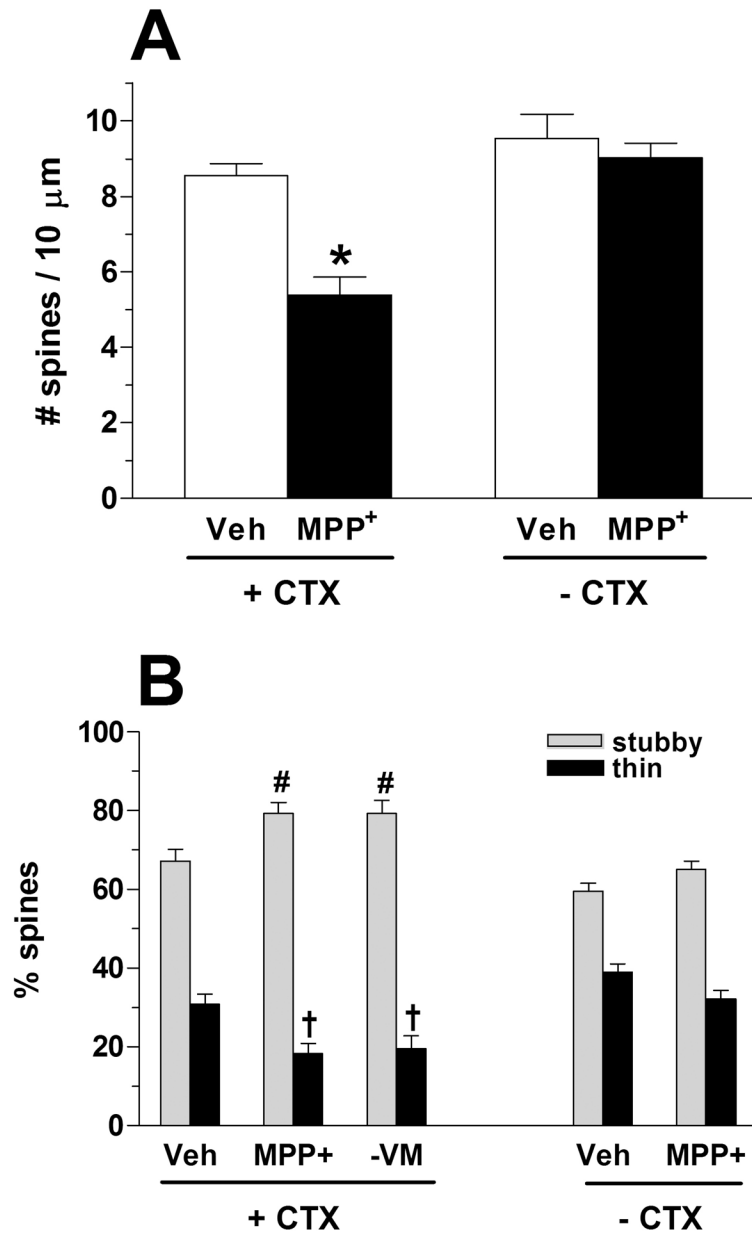 A
# spines / 10 μm
10
8
6
4
2
0
*
Veh MPP+ Veh MPP+
+ CTX - CTX
B
% spines
100
80
60
40
20
0
stubby
thin
# #
† †
Veh MPP+ -VM Veh MPP+
+ CTX - CTX